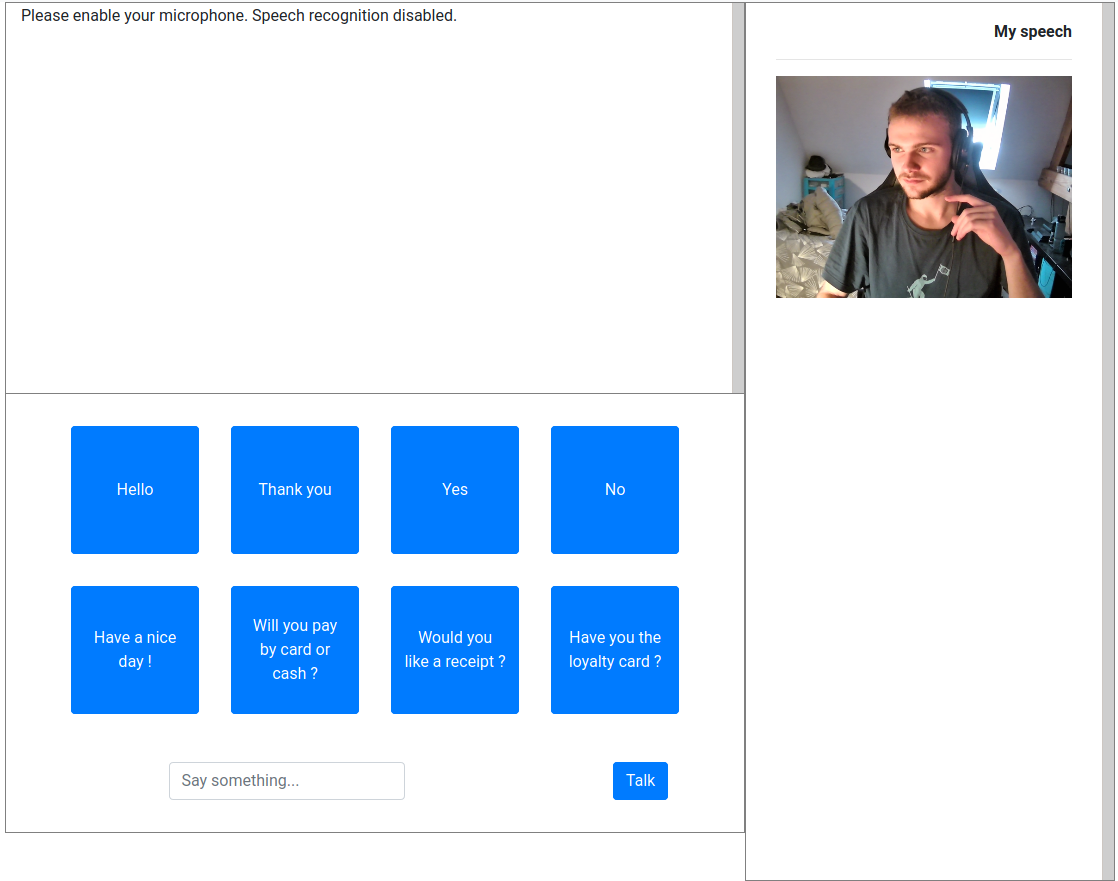 Please enable your microphone. Speech recognition disabled.
My speech
Hello
Thank you
Yes
No
Have a nice
day !
Will you pay
by card or
cash ?
Would you
like a receipt ?
Have you the
loyalty card ?
Say something...
Talk